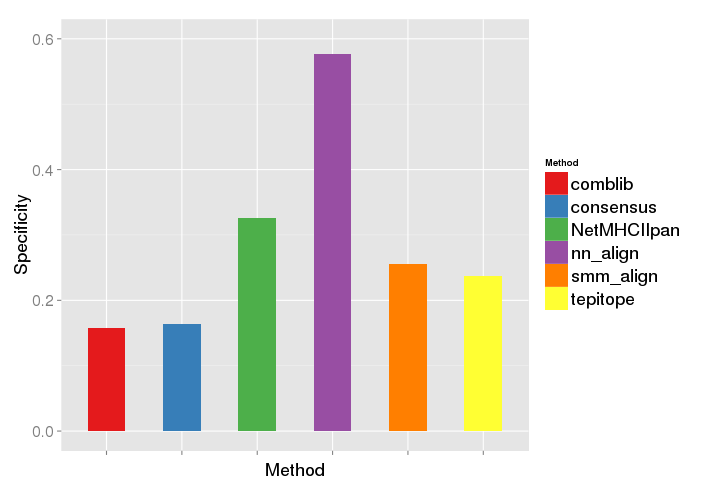 0.6
0.4
0.2
0.0
Specificity
Method
Method
comblib
consensus
NetMHCIIpan
nn_align
smm_align
tepitope